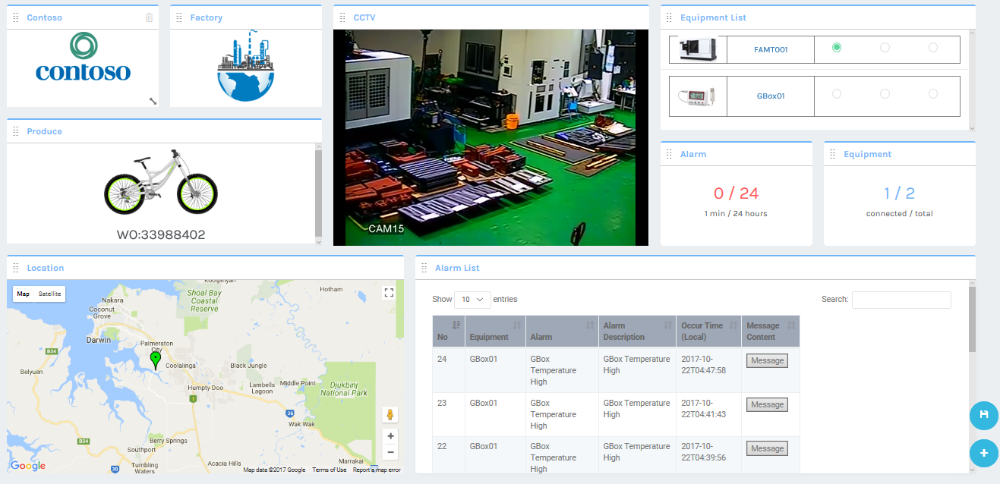 Contoso
contoso
Factory
CCTV
CAM15
Equipment List
FAMT001
GBox01
Produce
WO:33988402
Alarm
0 / 24
1 min / 24 hours
Equipment
1 / 2
connected / total
Location
Map Satellite
Koolpinyah
Hotham
Shoal Bay
Coastal
Reserve
Nakara
Coconut
Grove
Darwin
Palmerston
City
B34
Coolalinga
Black Jungle
Belyuen
Humpty Doo
Lambells
Lagoon
Middle Point
Djukbinj
National Park
1
36
Wak Wak
B34
Berry Springs
Southport
Tumbling
Waters
30
Acacia Hills
Marrakai
Google
Map data ©2017 Google Terms of Use Report a map error
Alarm List
Show 10 entries
Search:
No
Equipment
Alarm
Alarm
Description
Occur Time
(Local)
Message
Content
24
GBox01
GBox
Temperature
High
GBox Temperature
High
2017-10-
22T04:47:58
Message
23
GBox01
GBox
Temperature
High
GBox Temperature
High
2017-10-
22T04:41:43
Message
22
GBox01
GBox
Temperature
High
GBox Temperature
High
2017-10-
22T04:39:56
Message